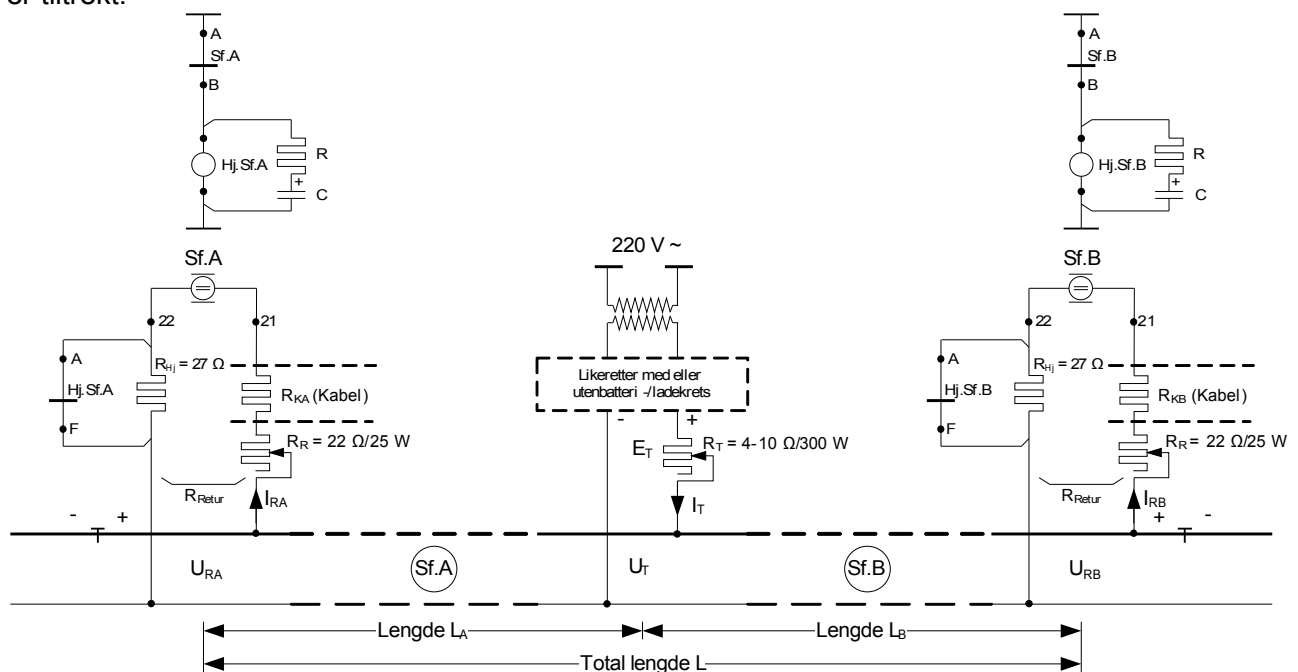 A
Sf.A
B
Hj.Sf.A
R
+
C
A
Sf.B
B
Hj.Sf.B
R
+
C
Sf.A
22
21
220 V ~
Sf.B
22
21
A
Hj.Sf.A
F
R_Hj = 27 Ω
R_KA (Kabel)
R_R = 22 Ω/25 W
R_Retur
I_RA
Likeretter med eller
utenbatteri -/ladekrets
-
+
E_T
R_T = 4-10 Ω/300 W
I_T
A
Hj.Sf.B
F
R_Hj = 27 Ω
R_KB (Kabel)
R_R = 22 Ω/25 W
R_Retur
I_RB
-
+
+
-
U_RA
Sf.A
U_T
Sf.B
U_RB
Lengde L_A
Lengde L_B
Total lengde L